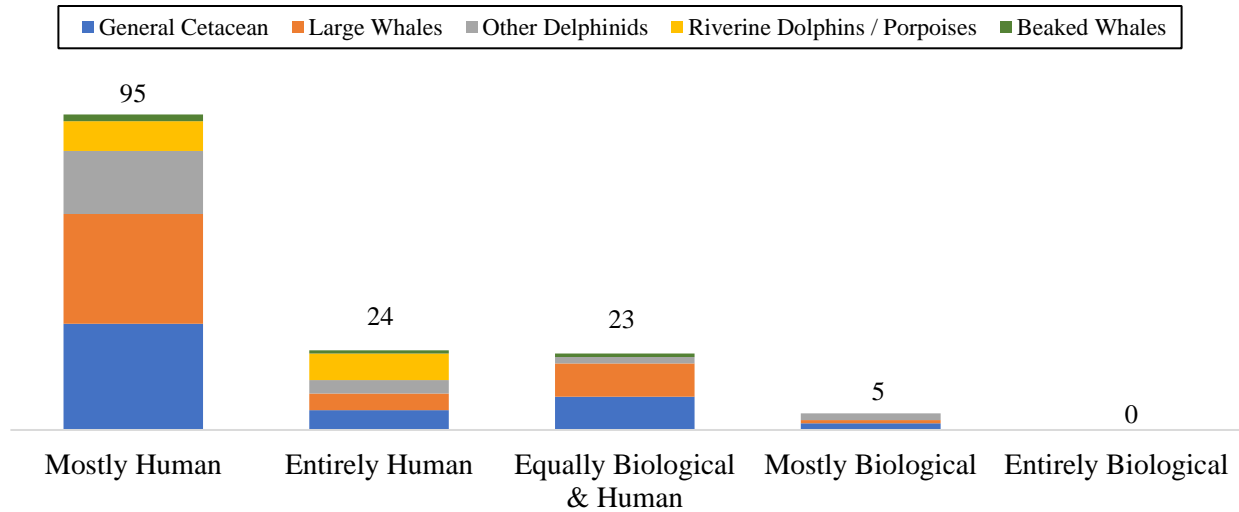 General Cetacean Large Whales Other Delphinids Riverine Dolphins / Porpoises Beaked Whales
95
24
23
5
0
Mostly Human Entirely Human Equally Biological & Human Mostly Biological Entirely Biological